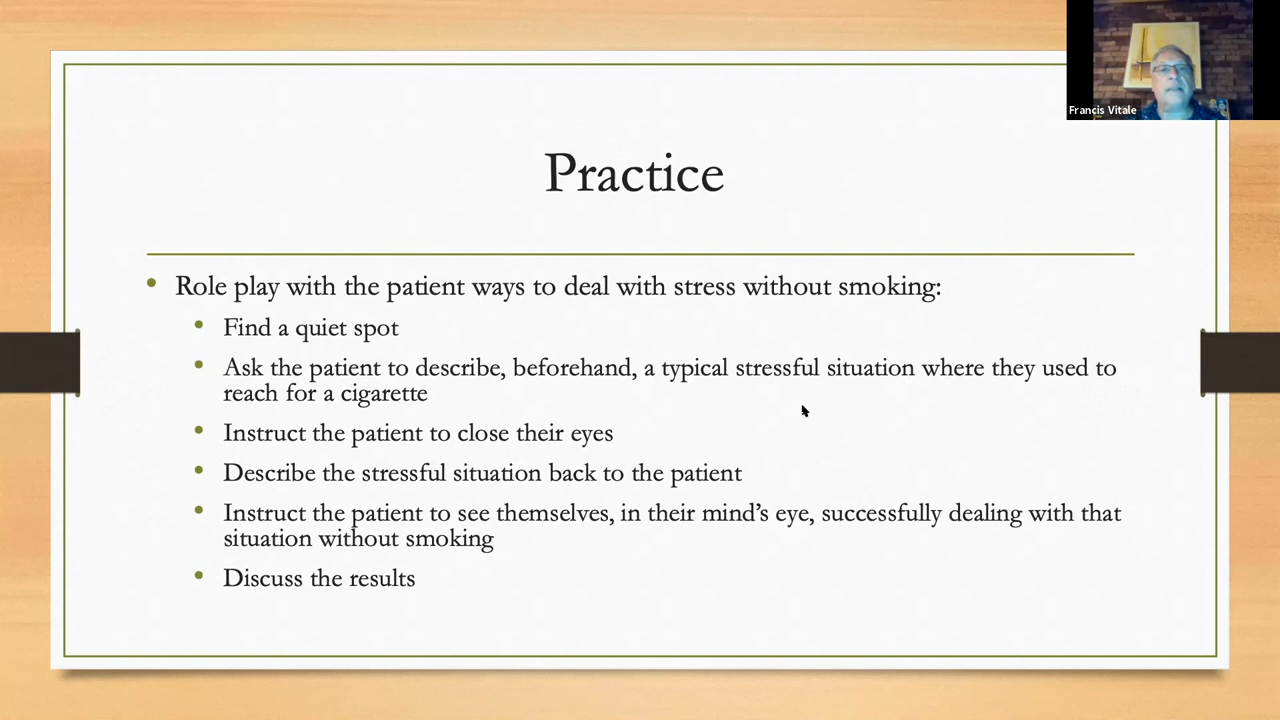 Francis Vitale
Practice
• Role play with the patient ways to deal with stress without smoking:
• Find a quiet spot
• Ask the patient to describe, beforehand, a typical stressful situation where they used to
reach for a cigarette
• Instruct the patient to close their eyes
• Describe the stressful situation back to the patient
• Instruct the patient to see themselves, in their mind’s eye, successfully dealing with that
situation without smoking
• Discuss the results